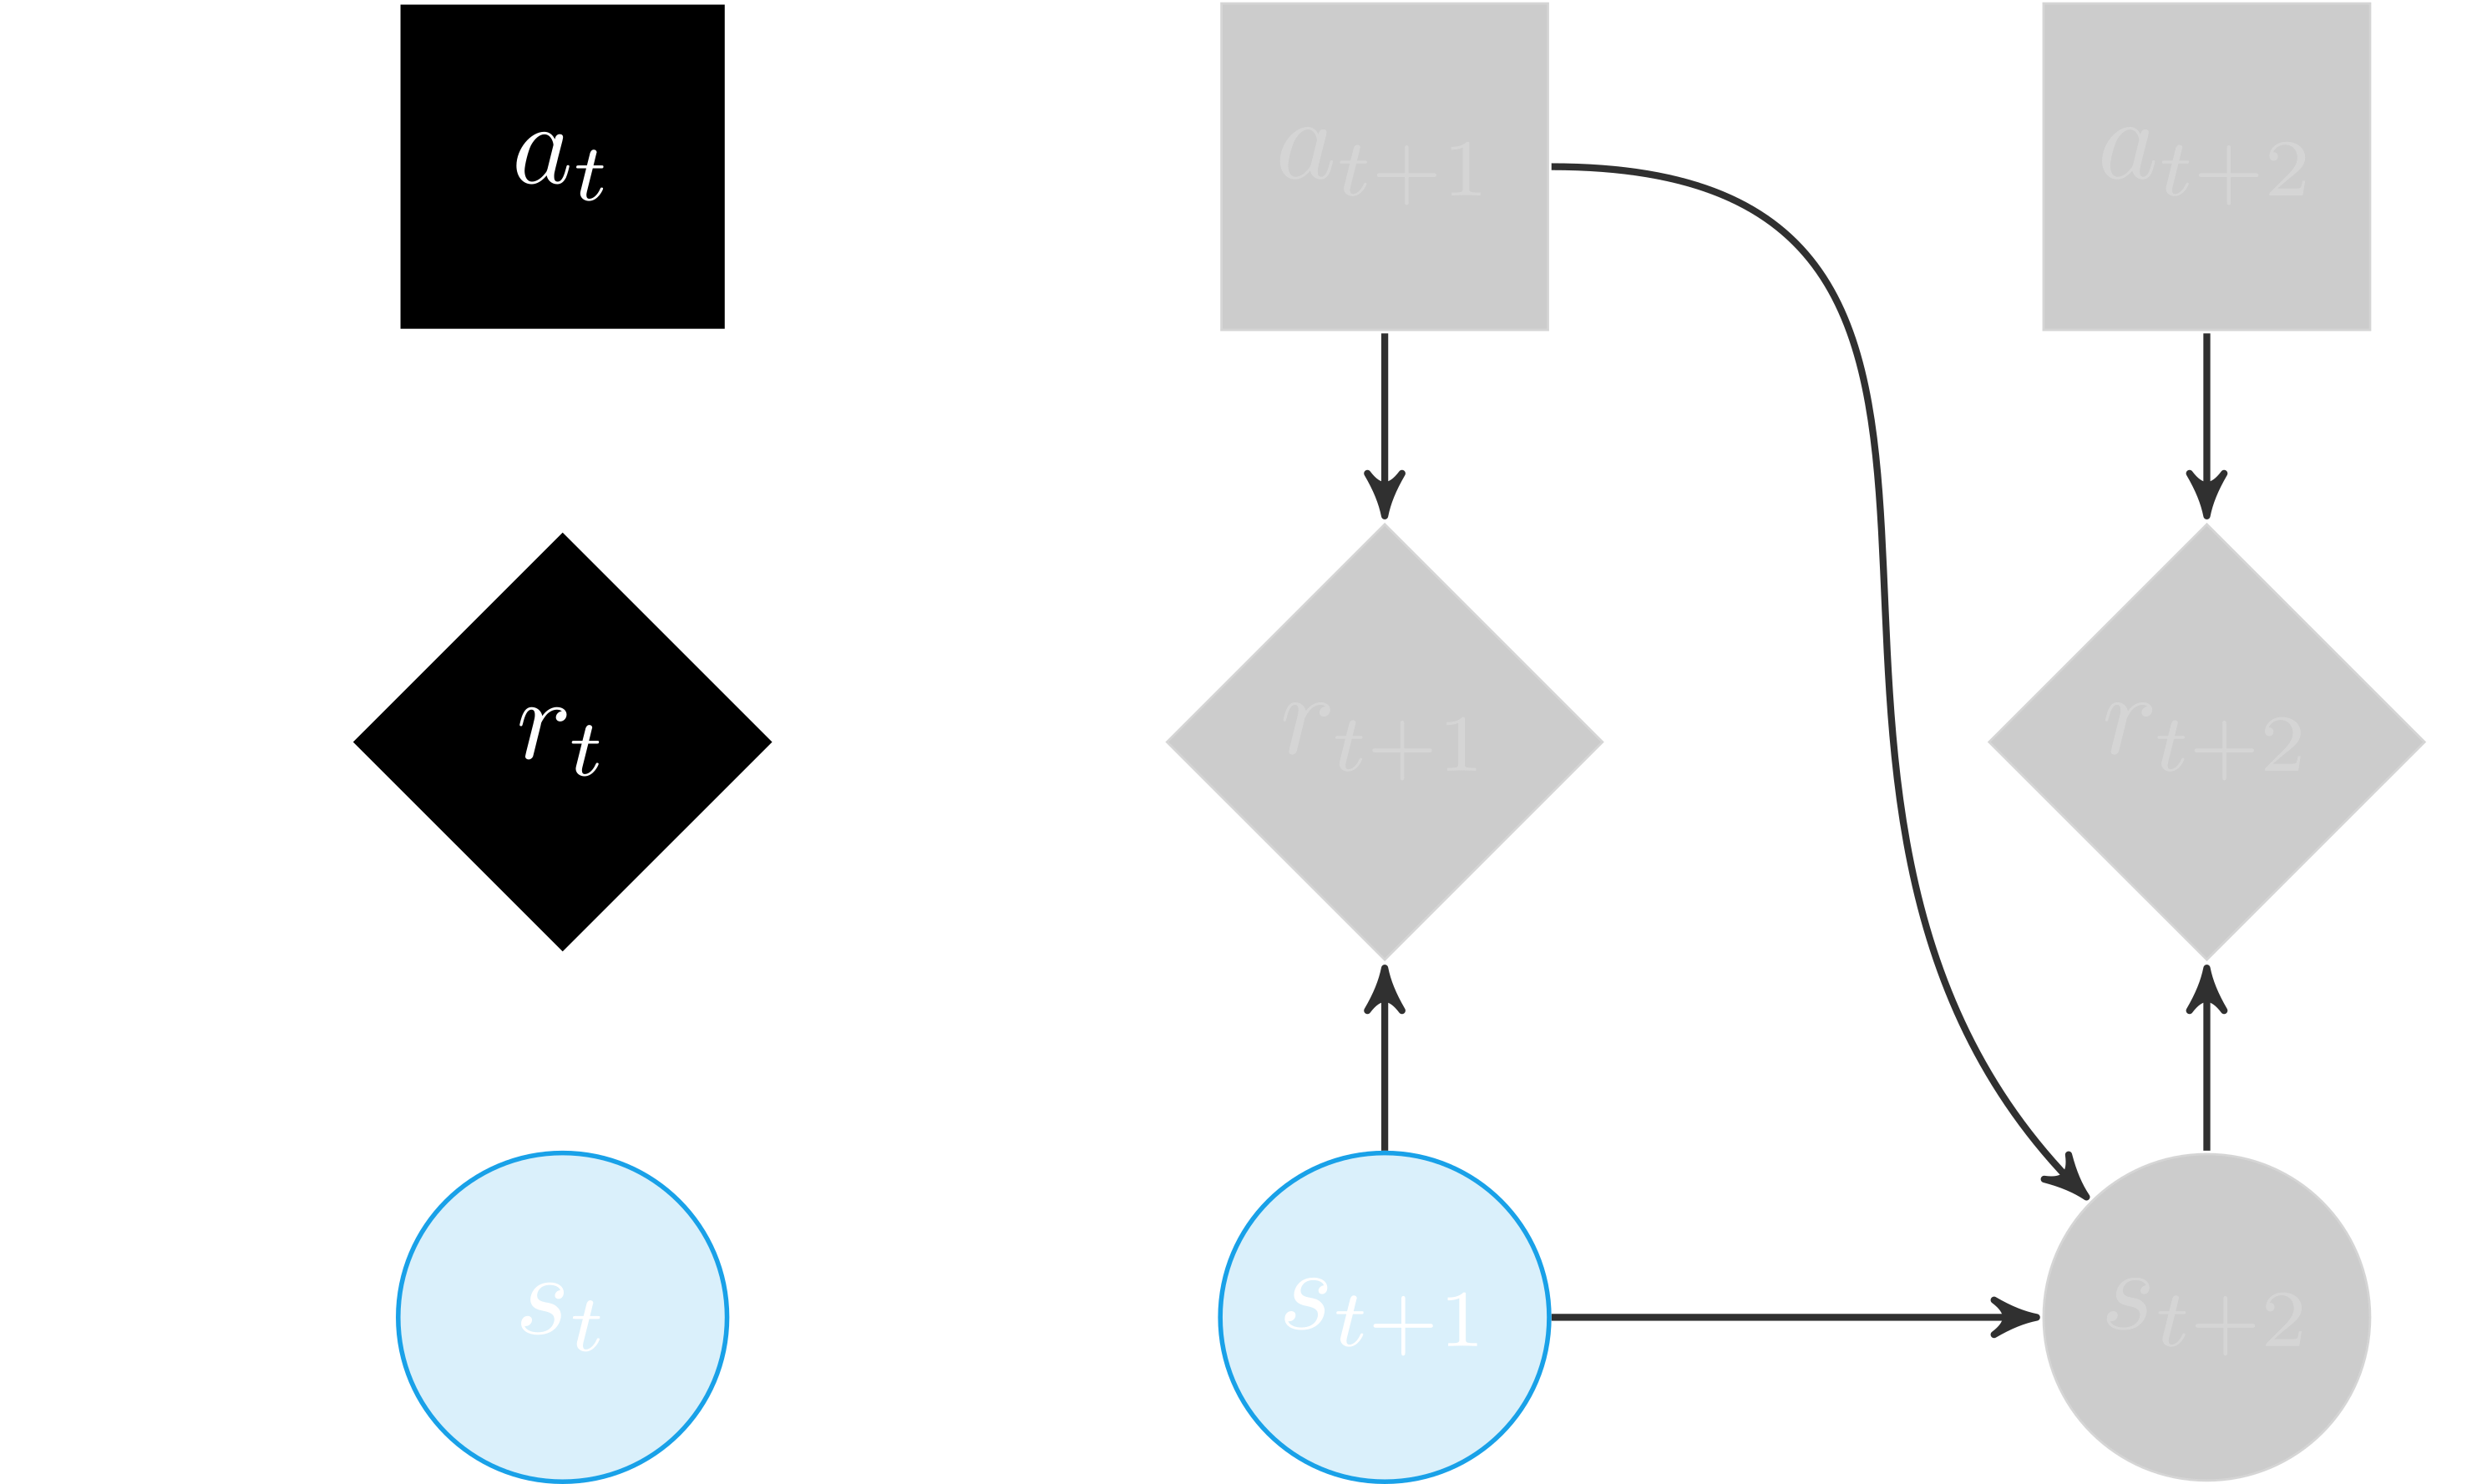 a_t a_{t+1} a_{t+2}
r_t r_{t+1} r_{t+2}
s_t s_{t+1} s_{t+2}